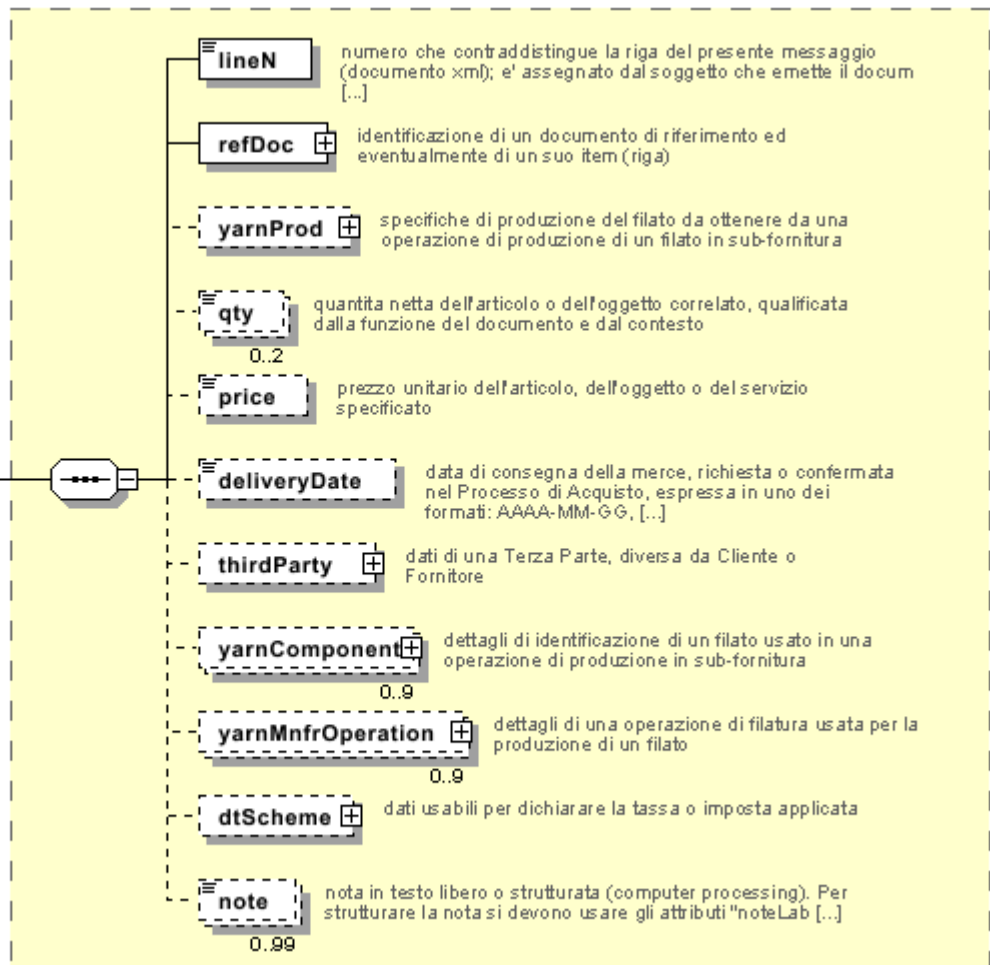 lineN
numero che contraddistingue la riga del presente messaggio
(documento xml); e' assegnato dal soggetto che emette il docum
[...]
refDoc
identificazione di un documento di riferimento ed
eventualmente di un suo item (riga)
yarnProd
specifiche di produzione del filato da ottenere da una
operazione di produzione di un filato in sub-fornitura
qty
quantita netta dell'articolo o dell'oggetto correlato, qualificata
dalla funzione del documento e dal contesto
0..2
price
prezzo unitario dell'articolo, dell'oggetto o del servizio
specificato
deliveryDate
data di consegna della merce, richiesta o confermata
nel Processo di Acquisto, espressa in uno dei
formati: AAAA-MM-GG, [...]
thirdParty
dati di una Terza Parte, diversa da Cliente o
Fornitore
yarnComponent
dettagli di identificazione di un filato usato in una
operazione di produzione in sub-fornitura
0..9
yarnMnfrOperation
dettagli di una operazione di filatura usata per la
produzione di un filato
0..9
dtScheme
dati usabili per dichiarare la tassa o imposta applicata
note
nota in testo libero o strutturata (computer processing). Per
strutturare la nota si devono usare gli attributi "noteLab [...]
0..99